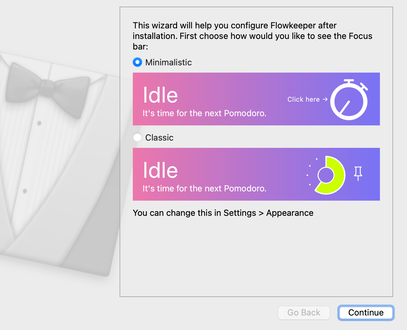 This wizard will help you configure Flowkeeper after
installation. First choose how would you like to see the Focus
bar:
Minimalistic
Idle
It's time for the next Pomodoro.
Click here →
Classic
Idle
It's time for the next Pomodoro.
You can change this in Settings > Appearance
Go Back
Continue